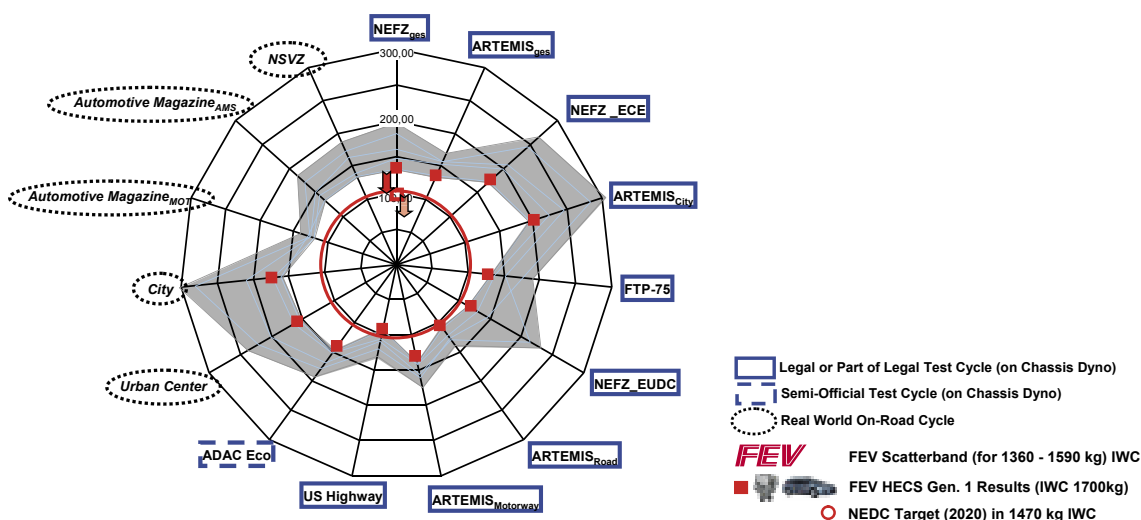 NEFZges
ARTEMISges
NSVZ
300,00
Automotive MagazineAMS
NEFZ _ECE
200,00
Automotive MagazineMOT
ARTEMISCity
City
FTP-75
Urban Center
NEFZ_EUDC
ADAC Eco
ARTEMISRoad
US Highway
ARTEMISMotorway
Legal or Part of Legal Test Cycle (on Chassis Dyno)
Semi-Official Test Cycle (on Chassis Dyno)
Real World On-Road Cycle
FEV FEV Scatterband (for 1360 - 1590 kg) IWC
FEV HECS Gen. 1 Results (IWC 1700kg)
NEDC Target (2020) in 1470 kg IWC